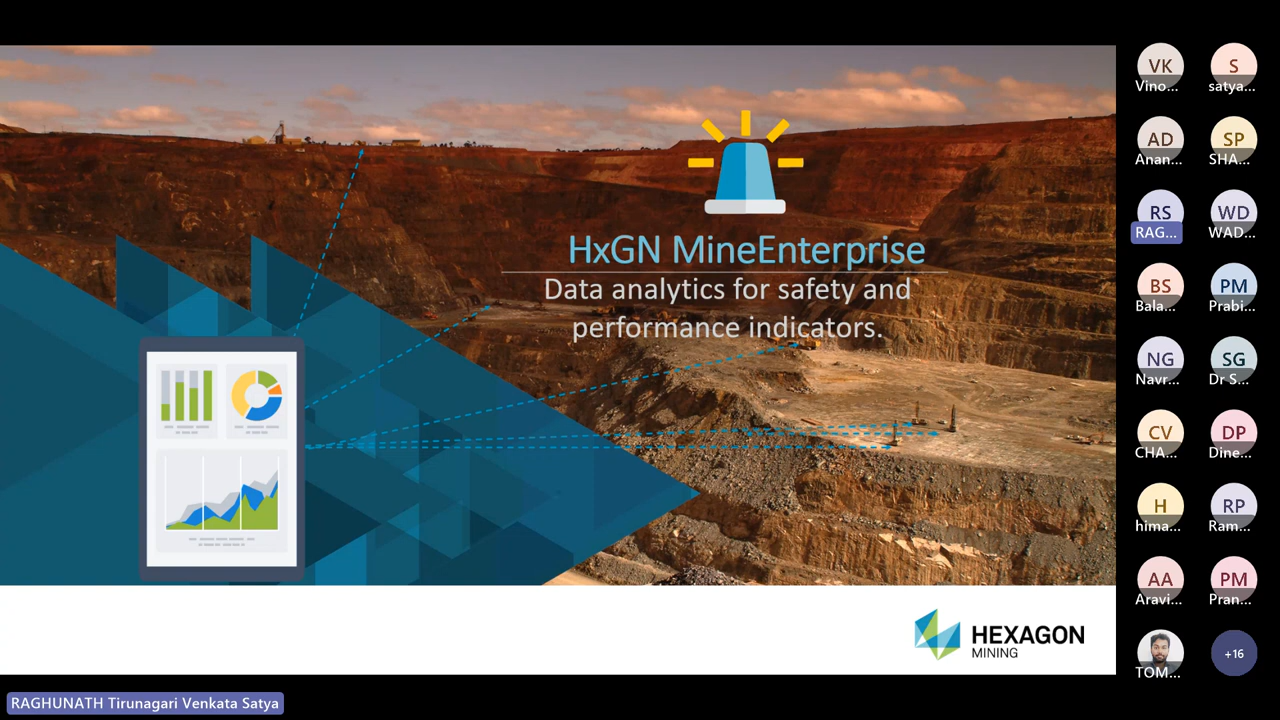 HxGN MineEnterprise
Data analytics for safety and
performance indicators.
HEXAGON
MINING
VK
Vino...
S
satya...
AD
Anan...
SP
SHA...
RS
RAG...
WD
WAD...
BS
Bala...
PM
Prabi...
NG
Navr...
SG
Dr S...
CV
CHA...
DP
Dine...
H
hima...
RP
Ram...
AA
Aravi...
PM
Pran...
TOM...
+16
RAGHUNATH Tirunagari Venkata Satya